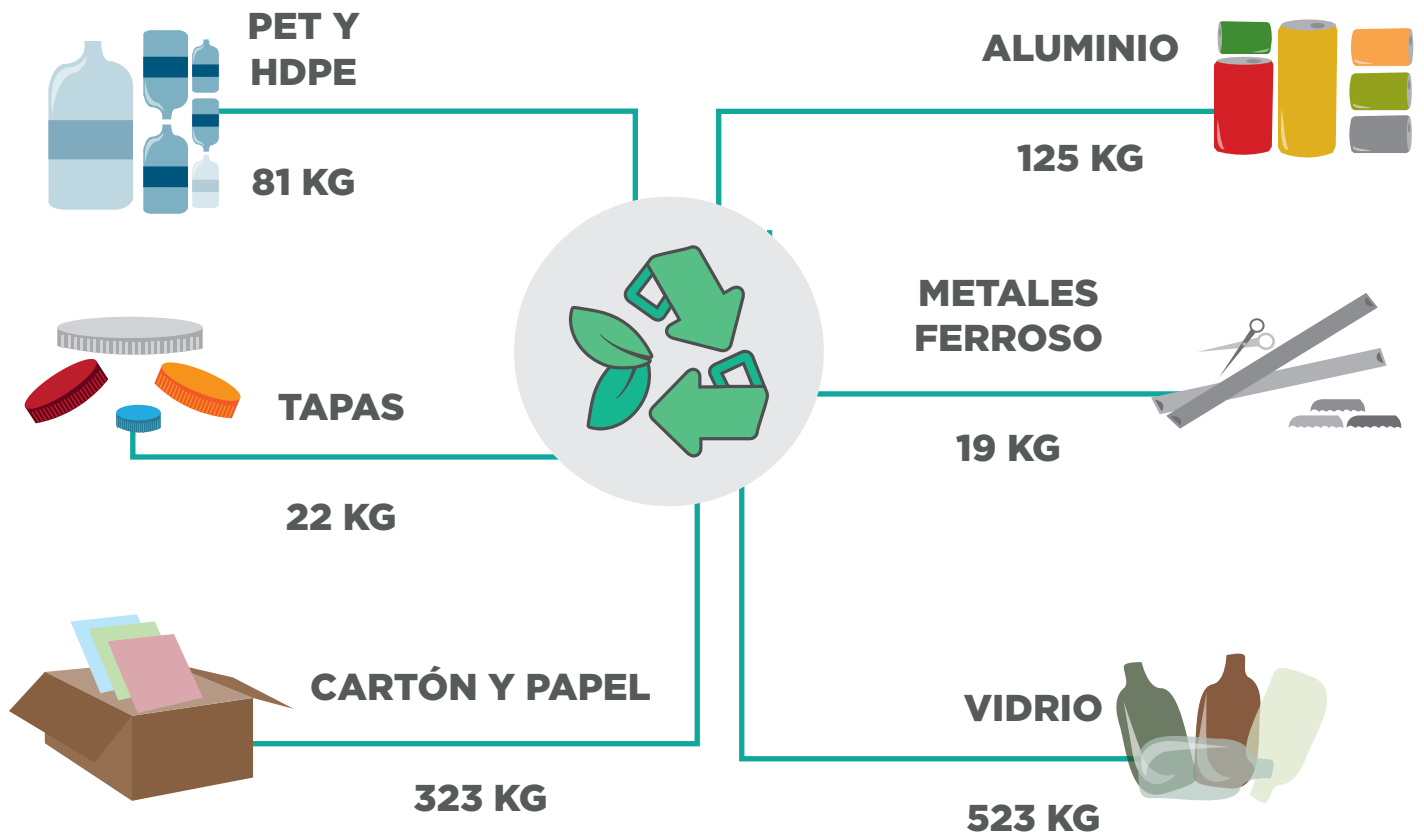 PET Y
HDPE
81 KG
ALUMINIO
125 KG
TAPAS
22 KG
METALES
FERROSO
19 KG
CARTÓN Y PAPEL
323 KG
VIDRIO
523 KG